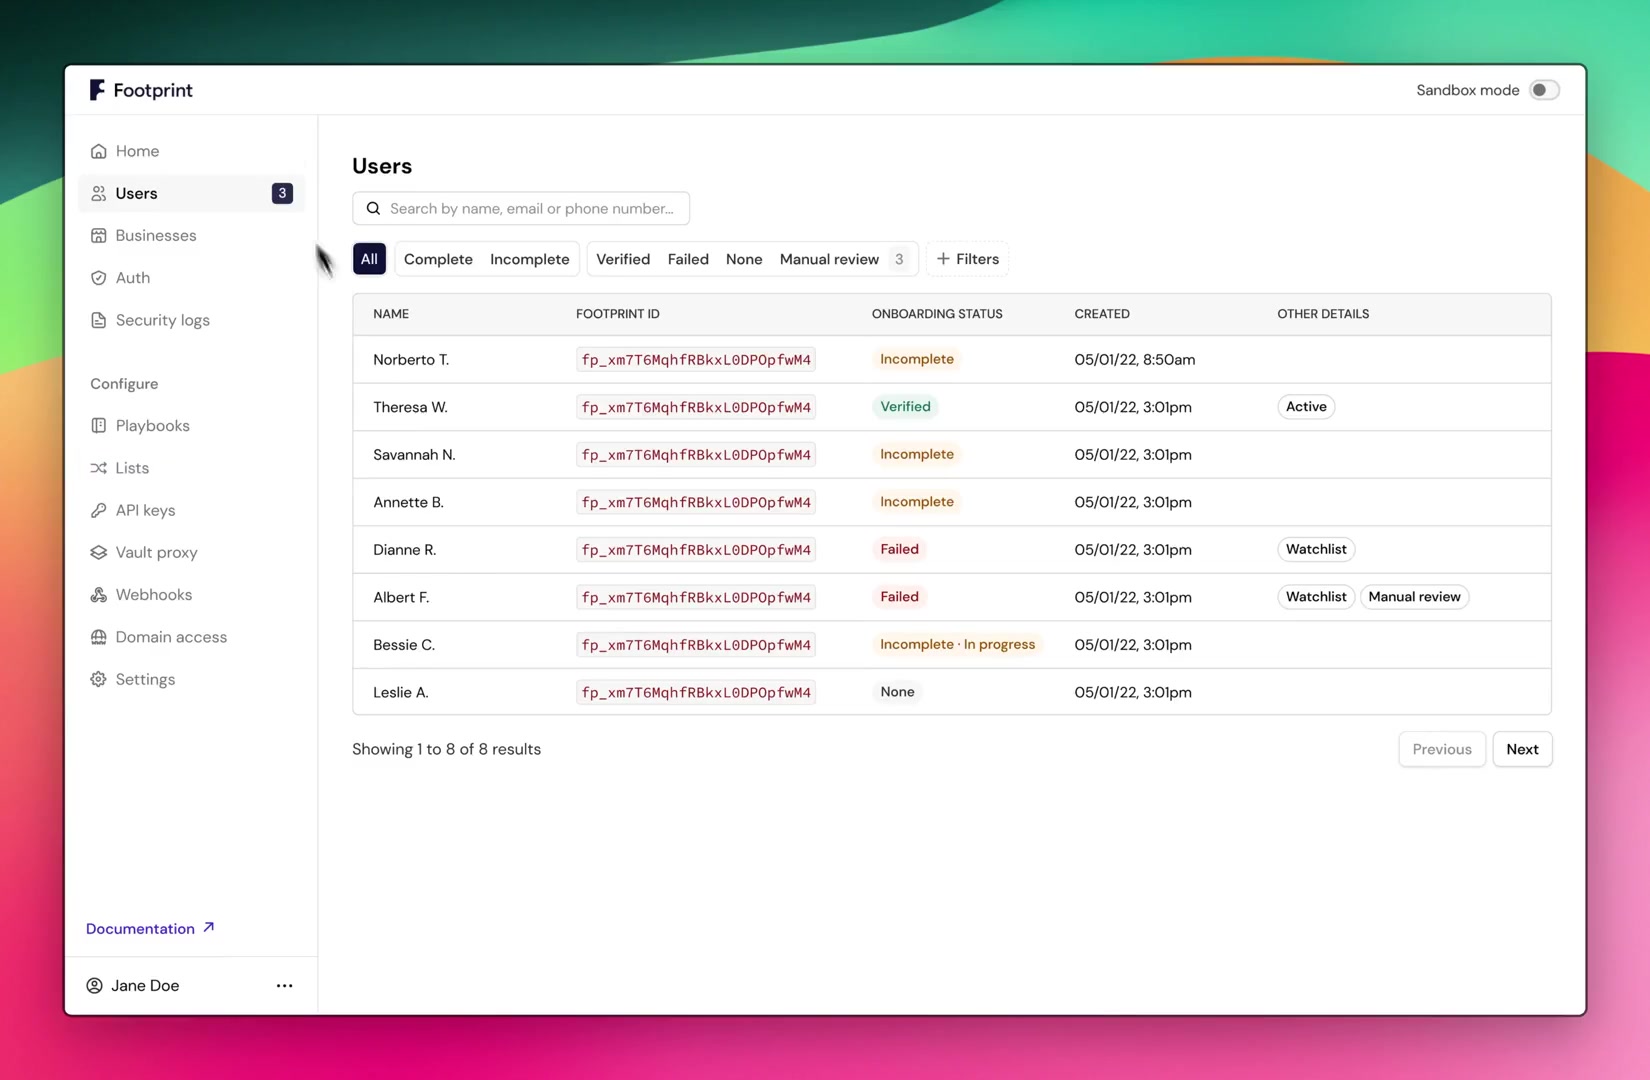 Footprint
Sandbox mode
Home
Users 3
Businesses
Auth
Security logs
Configure
Playbooks
Lists
API keys
Vault proxy
Webhooks
Domain access
Settings
Documentation
Jane Doe
Users
Search by name, email or phone number...
All Complete Incomplete Verified Failed None Manual review 3 Filters
NAME FOOTPRINT ID ONBOARDING STATUS CREATED OTHER DETAILS
Norberto T. fp_xm7T6MqhfRBkxL0DPOpfwM4 Incomplete 05/01/22, 8:50am
Theresa W. fp_xm7T6MqhfRBkxL0DPOpfwM4 Verified 05/01/22, 3:01pm Active
Savannah N. fp_xm7T6MqhfRBkxL0DPOpfwM4 Incomplete 05/01/22, 3:01pm
Annette B. fp_xm7T6MqhfRBkxL0DPOpfwM4 Incomplete 05/01/22, 3:01pm
Dianne R. fp_xm7T6MqhfRBkxL0DPOpfwM4 Failed 05/01/22, 3:01pm Watchlist
Albert F. fp_xm7T6MqhfRBkxL0DPOpfwM4 Failed 05/01/22, 3:01pm Watchlist Manual review
Bessie C. fp_xm7T6MqhfRBkxL0DPOpfwM4 Incomplete · In progress 05/01/22, 3:01pm
Leslie A. fp_xm7T6MqhfRBkxL0DPOpfwM4 None 05/01/22, 3:01pm
Showing 1 to 8 of 8 results
Previous Next